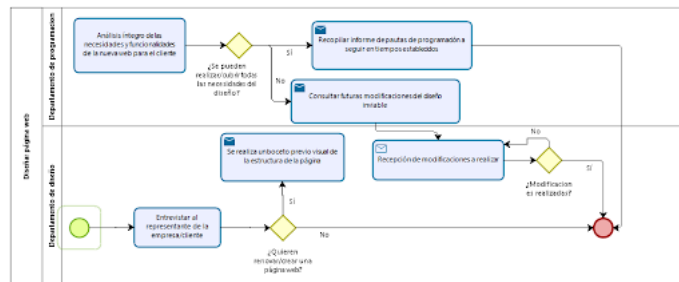 Diseñar página web
Departamento de programacion
Análisis integro de las
necesidades y funcionalidades
de la nueva web para el cliente
¿Se pueden
realizar/cubrir todas
las necesidades del
diseño?
Sí
No
Recopilar informe de pautas de programación a
seguir en tiempos establecidos
Consultar futuras modificaciones del diseño
inviable
Departamento de diseño
Se realiza un boceto previo visual de
la estructura de la página
Recepción de modificaciones a realizar
No
Sí
¿Modificacion
es realizadas?
Entrevistar al
representante de la
empresa/cliente
Sí
No
¿Quieren
renovar/crear una
página web?